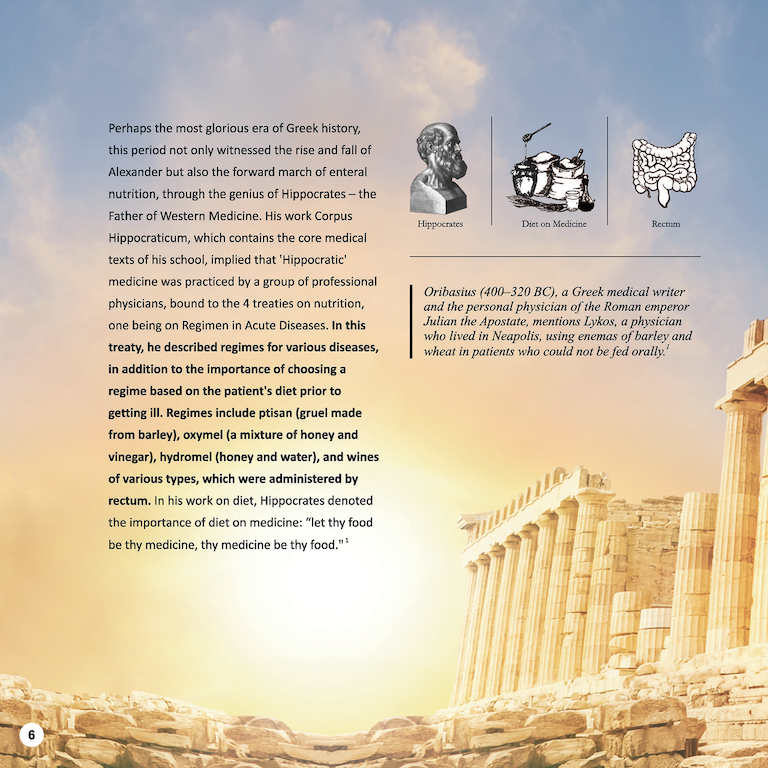 Perhaps the most glorious era of Greek history,
this period not only witnessed the rise and fall of
Alexander but also the forward march of enteral
nutrition, through the genius of Hippocrates – the
Father of Western Medicine. His work Corpus
Hippocraticum, which contains the core medical
texts of his school, implied that 'Hippocratic'
medicine was practiced by a group of professional
physicians, bound to the 4 treaties on nutrition,
one being on Regimen in Acute Diseases. In this
treaty, he described regimes for various diseases,
in addition to the importance of choosing a
regime based on the patient's diet prior to
getting ill. Regimes include ptisan (gruel made
from barley), oxymel (a mixture of honey and
vinegar), hydromel (honey and water), and wines
of various types, which were administered by
rectum. In his work on diet, Hippocrates denoted
the importance of diet on medicine: “let thy food
be thy medicine, thy medicine be thy food.” 1
Hippocrates
Diet on Medicine
Rectum
Oribasius (400–320 BC), a Greek medical writer
and the personal physician of the Roman emperor
Julian the Apostate, mentions Lykos, a physician
who lived in Neapolis, using enemas of barley and
wheat in patients who could not be fed orally.1
6